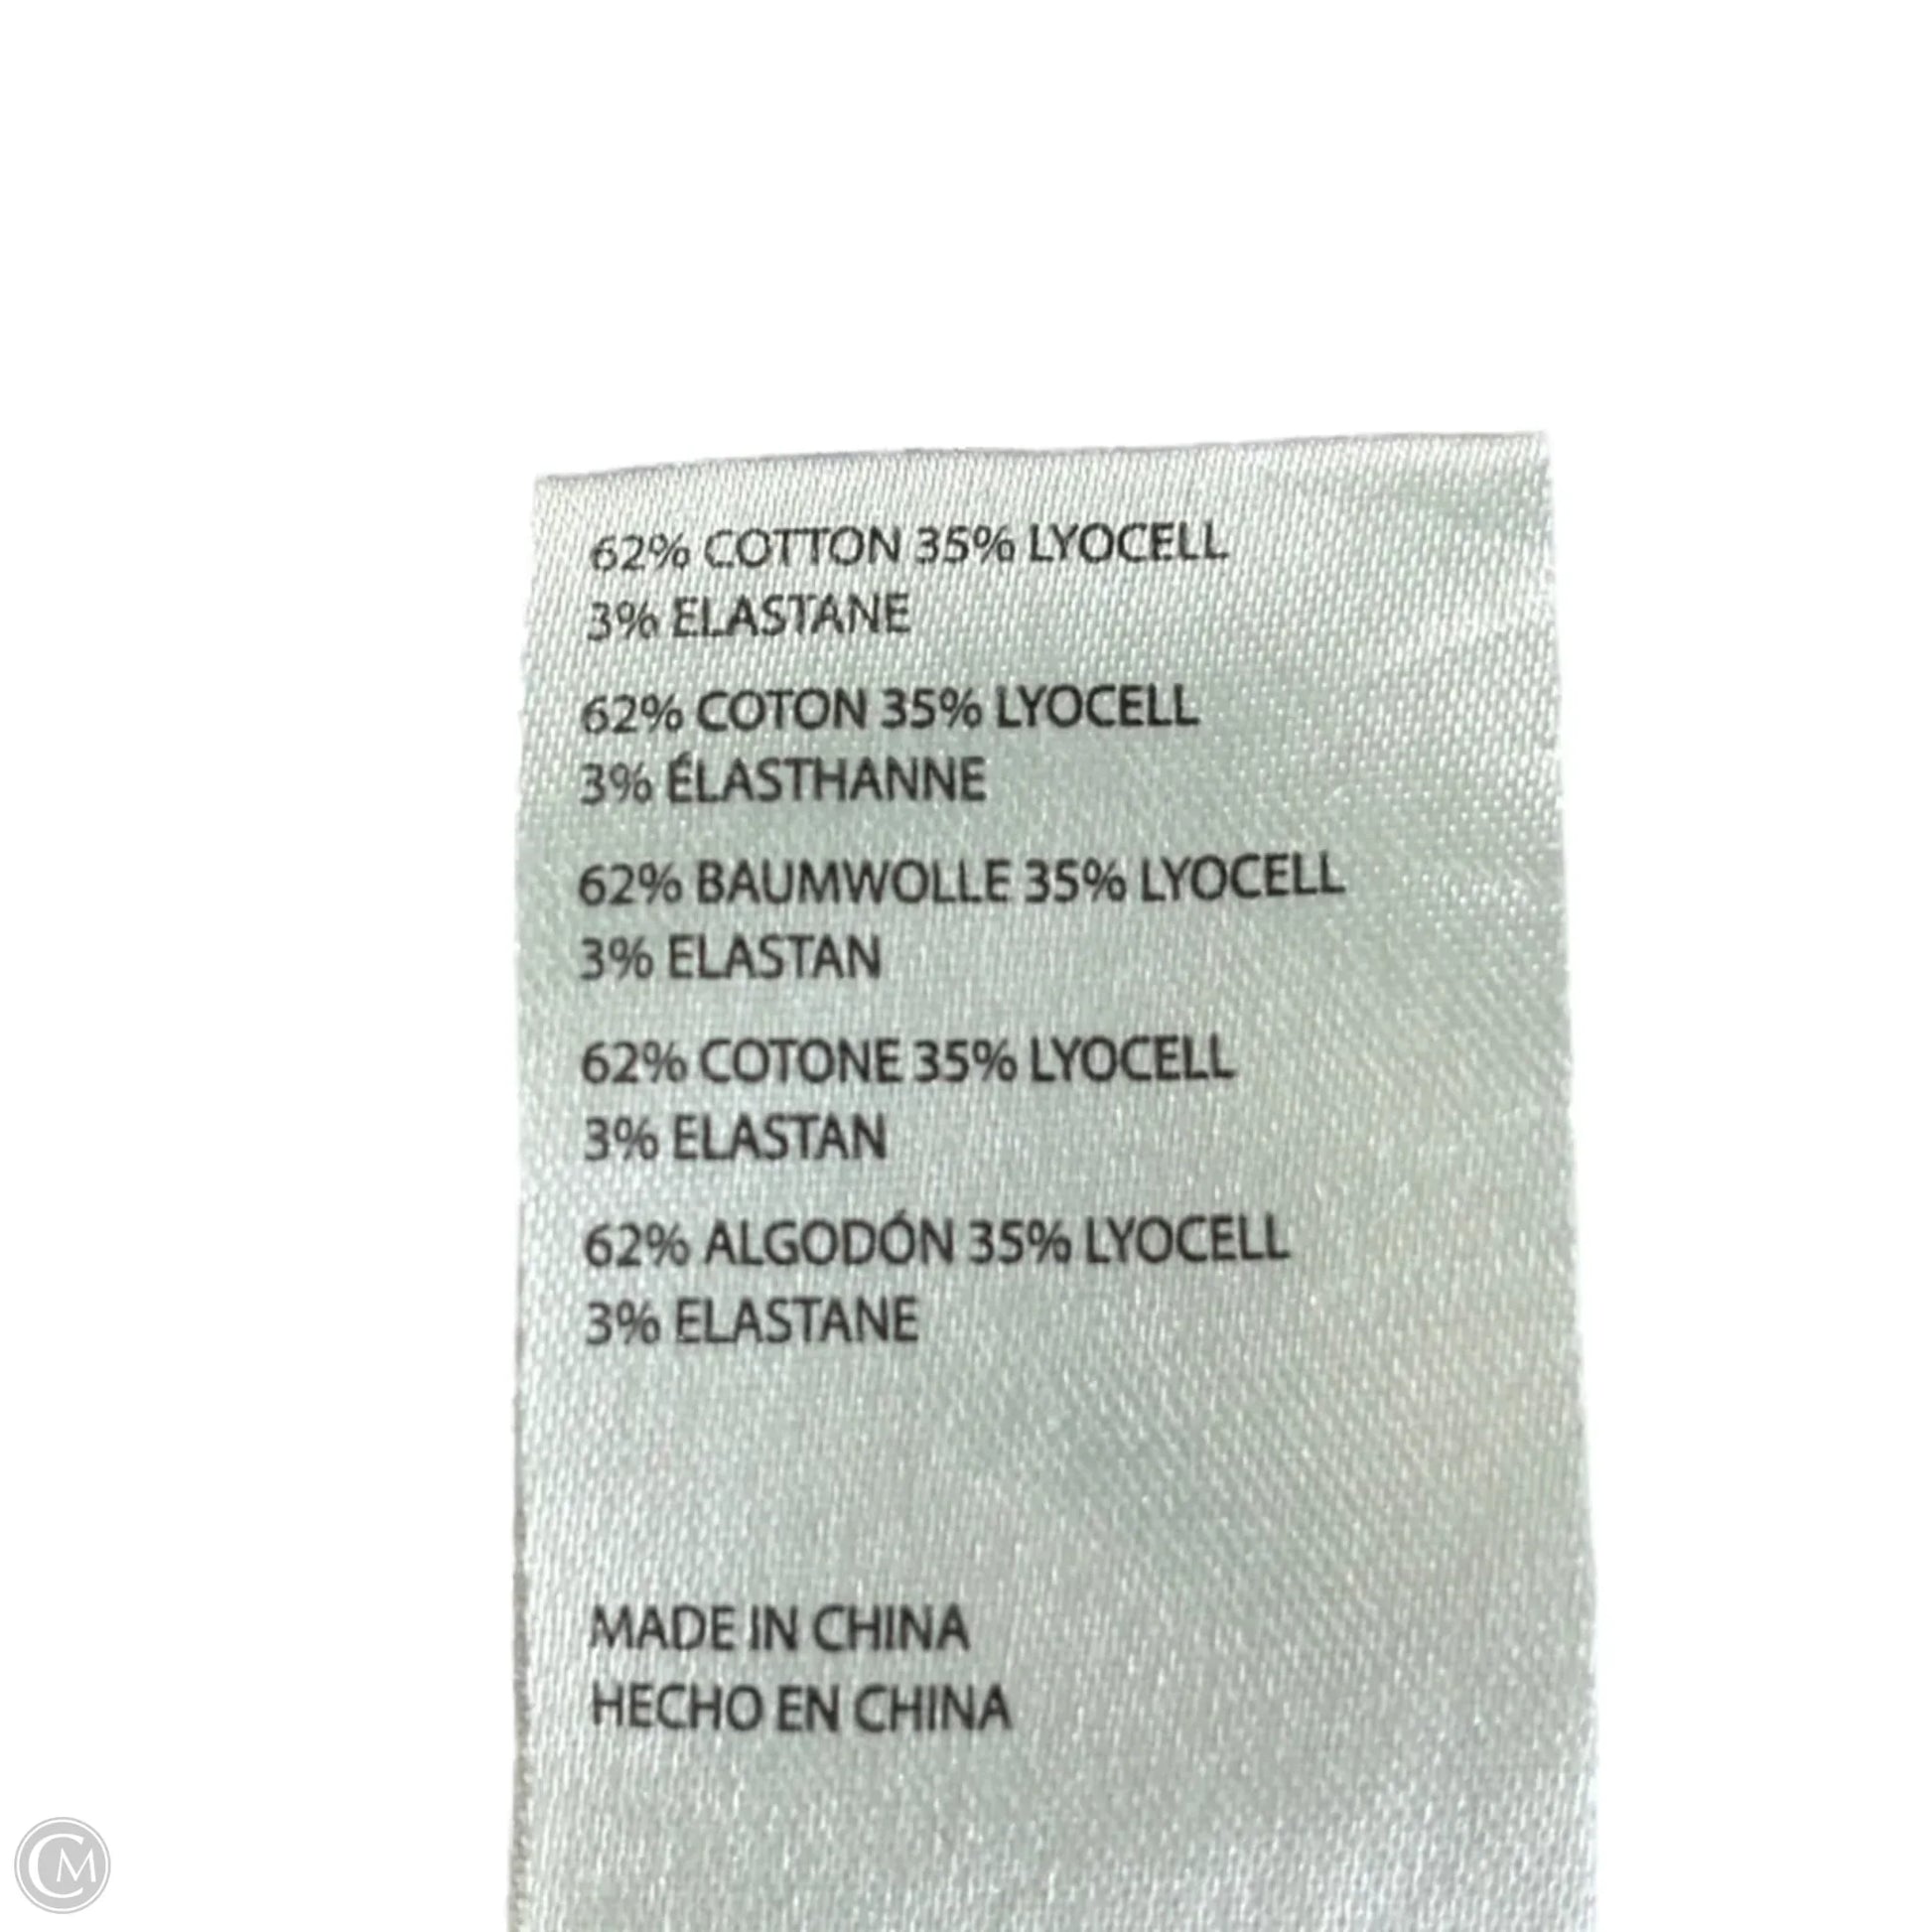 62% COTTON 35% LYOCELL
3% ELASTANE
62% COTON 35% LYOCELL
3% ÉLASTHANNE
62% BAUMWOLLE 35% LYOCELL
3% ELASTAN
62% COTONE 35% LYOCELL
3% ELASTAN
62% ALGODÓN 35% LYOCELL
3% ELASTANE
MADE IN CHINA
HECHO EN CHINA
CM